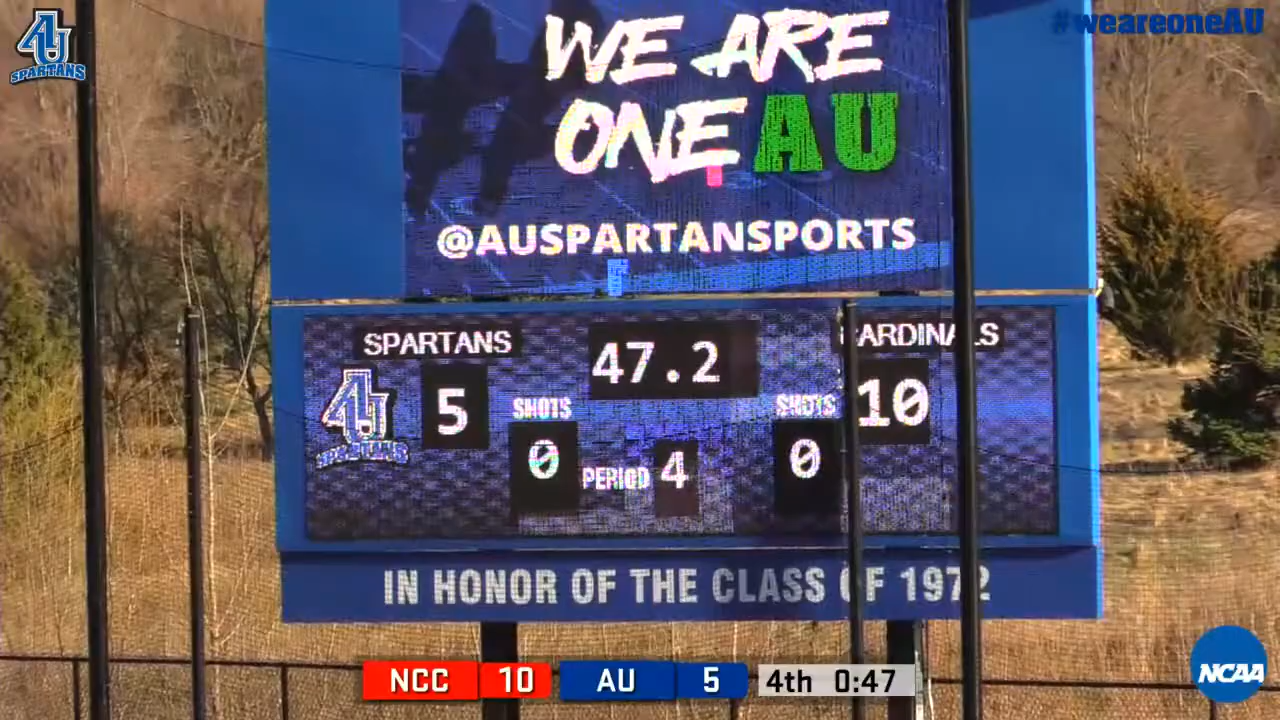 AU
SPARTANS
#weareoneAU
WE ARE
ONE AU
@AUSPARTANSPORTS
SPARTANS
47.2
CARDINALS
AU
SPARTANS
5
SHOTS
0
PERIOD 4
SHOTS
0
10
IN HONOR OF THE CLASS OF 1972
NCC 10 AU 5 4th 0:47
NCAA